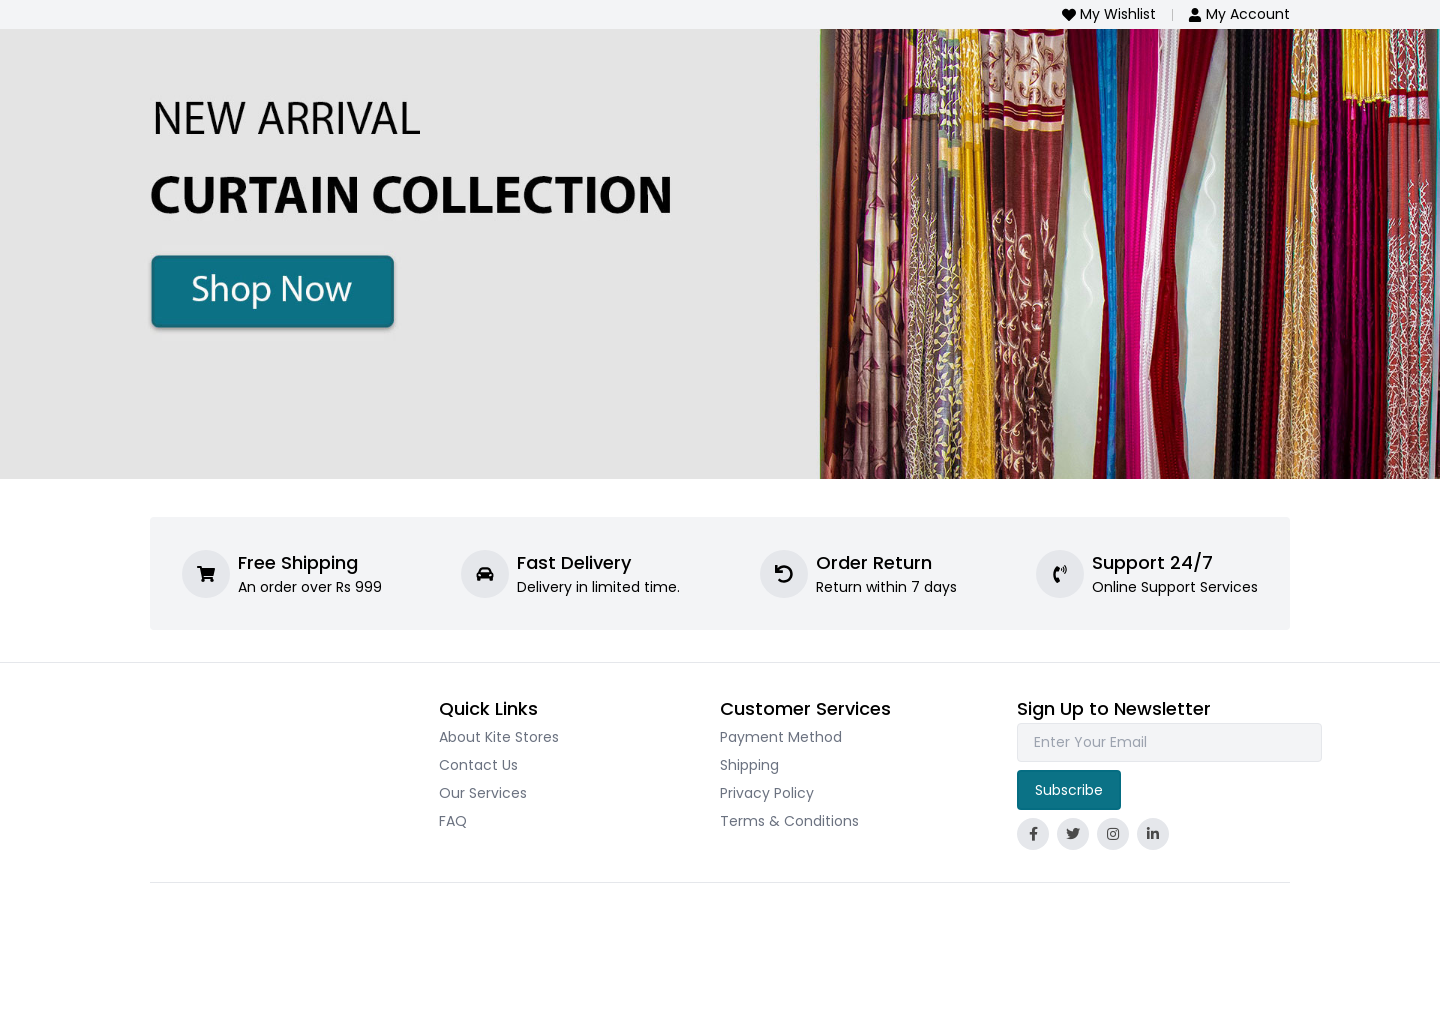 My Wishlist | My Account
NEW ARRIVAL
CURTAIN COLLECTION
Shop Now
Free Shipping
An order over Rs 999
Fast Delivery
Delivery in limited time.
Order Return
Return within 7 days
Support 24/7
Online Support Services
Quick Links
About Kite Stores
Contact Us
Our Services
FAQ
Customer Services
Payment Method
Shipping
Privacy Policy
Terms & Conditions
Sign Up to Newsletter
Enter Your Email
Subscribe